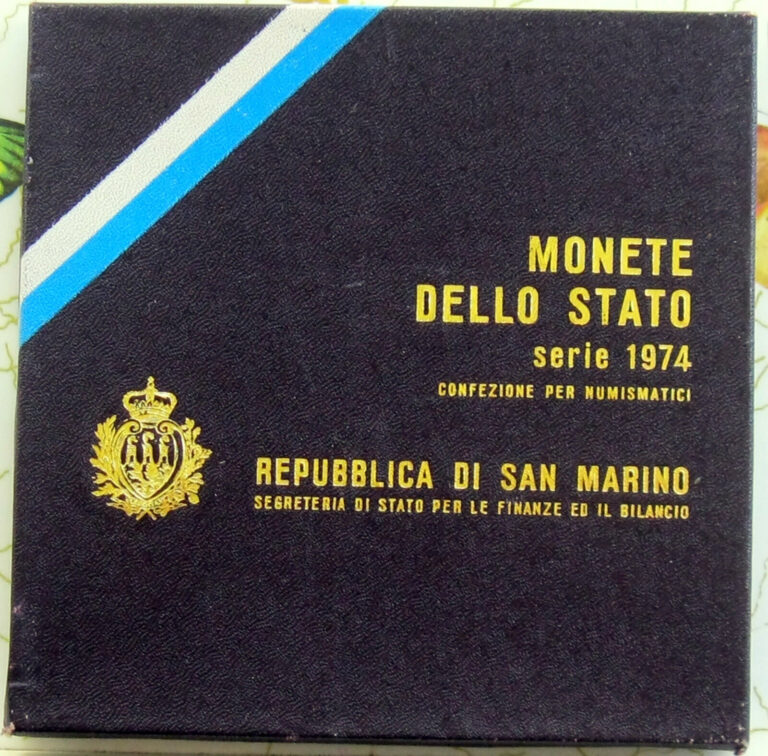 MONETE
DELLO STATO
serie 1974
CONFEZIONE PER NUMISMATICI
REPUBBLICA DI SAN MARINO
SEGRETERIA DI STATO PER LE FINANZE ED IL BILANCIO